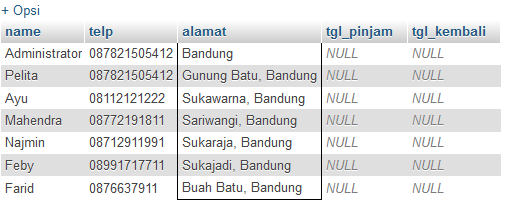 + Opsi
name telp alamat tgl_pinjam tgl_kembali
Administrator 087821505412 Bandung NULL NULL
Pelita 087821505412 Gunung Batu, Bandung NULL NULL
Ayu 08112121222 Sukawarna, Bandung NULL NULL
Mahendra 08772191811 Sariwangi, Bandung NULL NULL
Najmin 08712911991 Sukaraja, Bandung NULL NULL
Feby 08991717711 Sukajadi, Bandung NULL NULL
Farid 0876637911 Buah Batu, Bandung NULL NULL